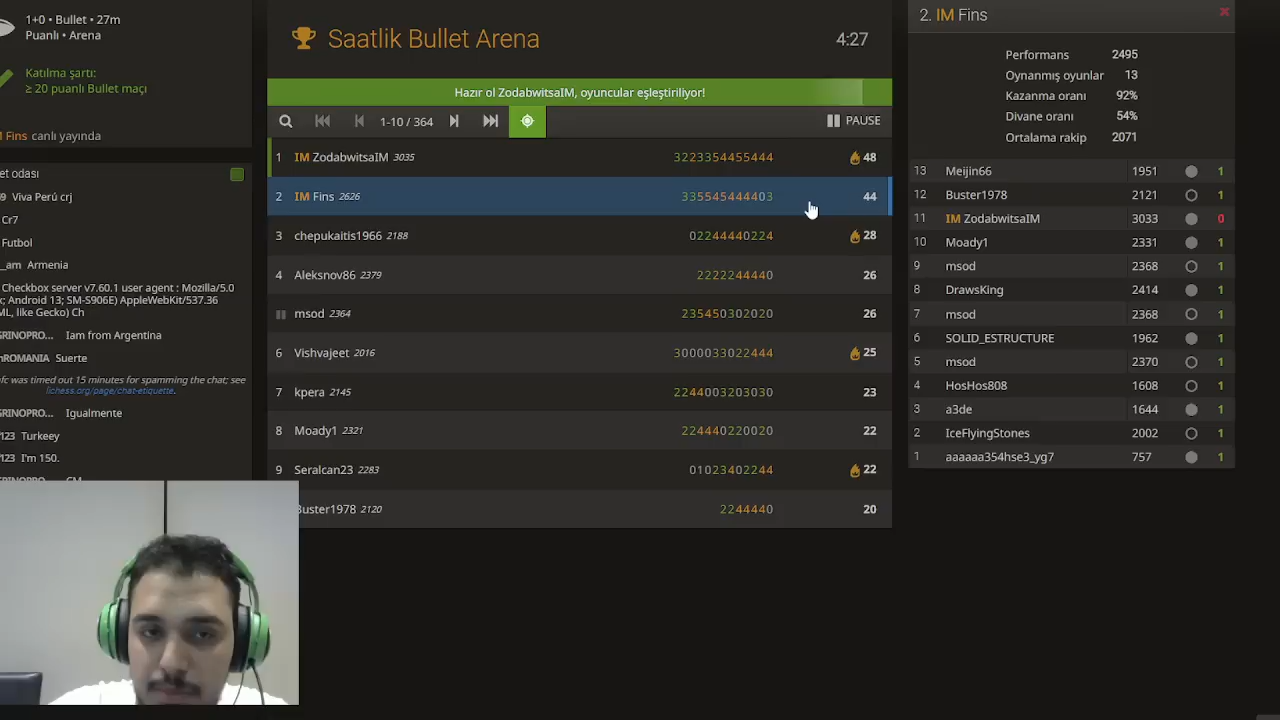 1+0 • Bullet • 27m
Puanlı • Arena
Katılma şartı:
≥ 20 puanlı Bullet maçı
Fins canlı yayında
et odası
Viva Perú crj
Cr7
Futbol
_am Armenia
Checkbox server v7.60.1 user agent : Mozilla/5.0
Android 13; SM-S906E) AppleWebKit/537.36
ML, like Gecko) Ch
GRINOPRO... Iam from Argentina
nROMANIA Suerte
nfc was timed out 15 minutes for spamming the chat; see
lichess.org/page/chat-etiquette.
GRINOPRO... Igualmente
123 Turkeey
123 I'm 150.
Saatlik Bullet Arena 4:27
Hazır ol ZodabwitsaIM, oyuncular eşleştiriliyor!
1-10 / 364 PAUSE
1 IM ZodabwitsaIM 3035 3223354455444 48
2 IM Fins 2626 335545444403 44
3 chepukaitis1966 2188 02244440224 28
4 Aleksnov86 2379 2222244440 26
msod 2364 235450302020 26
6 Vishvajeet 2016 3000033022444 25
7 kpera 2145 2244003203030 23
8 Moady1 2321 224440220020 22
9 Seralcan23 2283 01023402244 22
Buster1978 2120 2244440 20
2. IM Fins
Performans 2495
Oynanmış oyunlar 13
Kazanma oranı 92%
Divane oranı 54%
Ortalama rakip 2071
13 Meijin66 1951 1
12 Buster1978 2121 1
11 IM ZodabwitsaIM 3033 0
10 Moady1 2331 1
9 msod 2368 1
8 DrawsKing 2414 1
7 msod 2368 1
6 SOLID_ESTRUCTURE 1962 1
5 msod 2370 1
4 HosHos808 1608 1
3 a3de 1644 1
2 IceFlyingStones 2002 1
1 aaaaaa354hse3_yg7 757 1